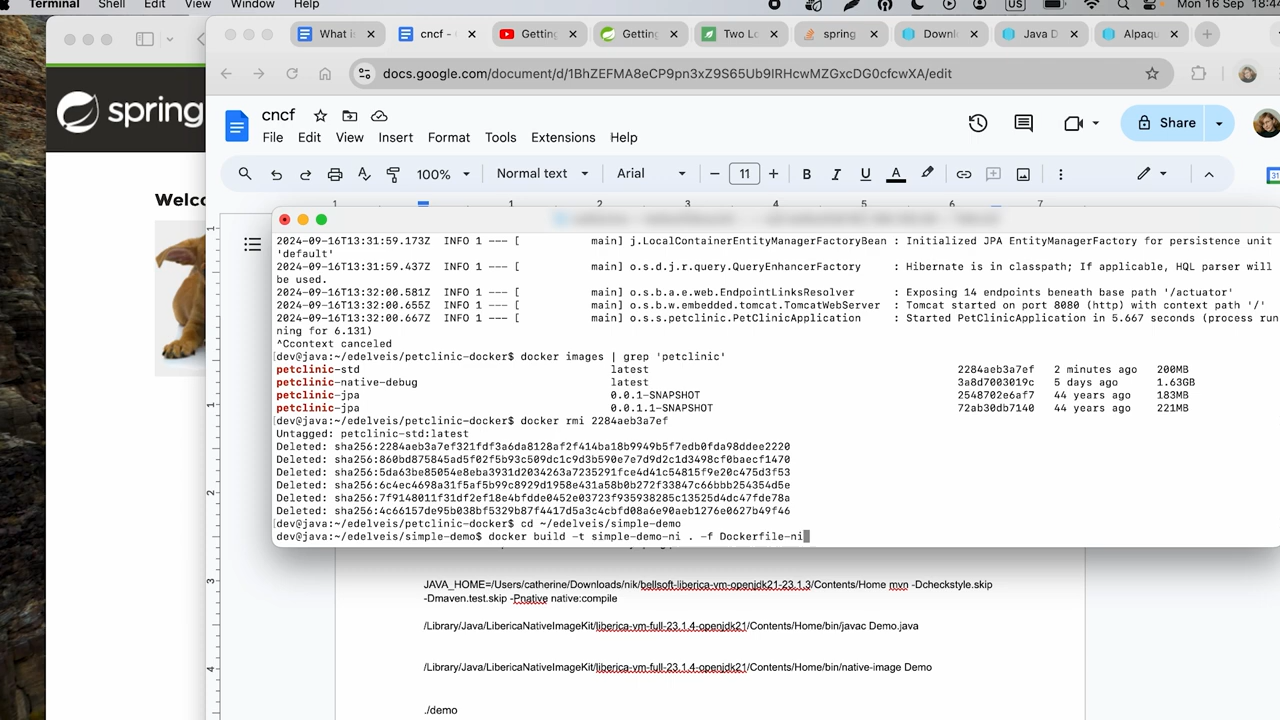 Terminal Shell Edit View Window Help
US Mon 16 Sep 18:4
What is cncf - Getting Getting Two Lo spring Downl Java D Alpaqu
docs.google.com/document/d/1BhZEFMA8eCP9pn3xZ9S65Ub9IRHcwMZGxcDG0cfcwXA/edit
spring
cncf
Share
File Edit View Insert Format Tools Extensions Help
100% Normal text Arial 11 B I U A
Welc
1 1 2 3 4 5 6 7
2024-09-16T13:31:59.173Z INFO 1 --- [ main] j.LocalContainerEntityManagerFactoryBean : Initialized JPA EntityManagerFactory for persistence unit
'default'
2024-09-16T13:31:59.437Z INFO 1 --- [ main] o.s.d.j.r.query.QueryEnhancerFactory : Hibernate is in classpath; If applicable, HQL parser will
be used.
2024-09-16T13:32:00.581Z INFO 1 --- [ main] o.s.b.a.e.web.EndpointLinksResolver : Exposing 14 endpoints beneath base path '/actuator'
2024-09-16T13:32:00.655Z INFO 1 --- [ main] o.s.b.w.embedded.tomcat.TomcatWebServer : Tomcat started on port 8080 (http) with context path '/'
2024-09-16T13:32:00.667Z INFO 1 --- [ main] o.s.s.petclinic.PetClinicApplication : Started PetClinicApplication in 5.667 seconds (process run
ning for 6.131)
^Ccontext canceled
[dev@java:~/edelveis/petclinic-docker$ docker images | grep 'petclinic'
petclinic-std latest 2284aeb3a7ef 2 minutes ago 200MB
petclinic-native-debug latest 3a8d7003019c 5 days ago 1.63GB
petclinic-jpa 0.0.1-SNAPSHOT 2548702e6af7 44 years ago 183MB
petclinic-jpa 0.0.1.1-SNAPSHOT 72ab30db7140 44 years ago 221MB
[dev@java:~/edelveis/petclinic-docker$ docker rmi 2284aeb3a7ef
Untagged: petclinic-std:latest
Deleted: sha256:2284aeb3a7ef321fdf3a6da8128af2f414ba18b9949b5f7edb0fda98ddee2220
Deleted: sha256:860bd875845ad5f02f5b93c509dc1c9d3b590e7e7d9d2c1d3498cf0baecf1470
Deleted: sha256:5da63be85054e8eba3931d2034263a7235291fce4d41c54815f9e20c475d3f53
Deleted: sha256:6c4ec4698a31f5af5b99c8929d1958e431a58b0b272f33847c66bbb254354d5e
Deleted: sha256:7f9148011f31df2ef18e4bfdde0452e03723f935938285c13525d4dc47fde78a
Deleted: sha256:4c66157de95b038bf5329b87f4417d5a3c4cbfd08a6e90aeb1276e0627b49f46
[dev@java:~/edelveis/petclinic-docker$ cd ~/edelveis/simple-demo
dev@java:~/edelveis/simple-demo$ docker build -t simple-demo-ni . -f Dockerfile-ni
JAVA_HOME=/Users/catherine/Downloads/nik/bellsoft-liberica-vm-openjdk21-23.1.3/Contents/Home mvn -Dcheckstyle.skip
-Dmaven.test.skip -Pnative native:compile
/Library/Java/LibericaNativeImageKit/liberica-vm-full-23.1.4-openjdk21/Contents/Home/bin/javac Demo.java
/Library/Java/LibericaNativeImageKit/liberica-vm-full-23.1.4-openjdk21/Contents/Home/bin/native-image Demo
./demo